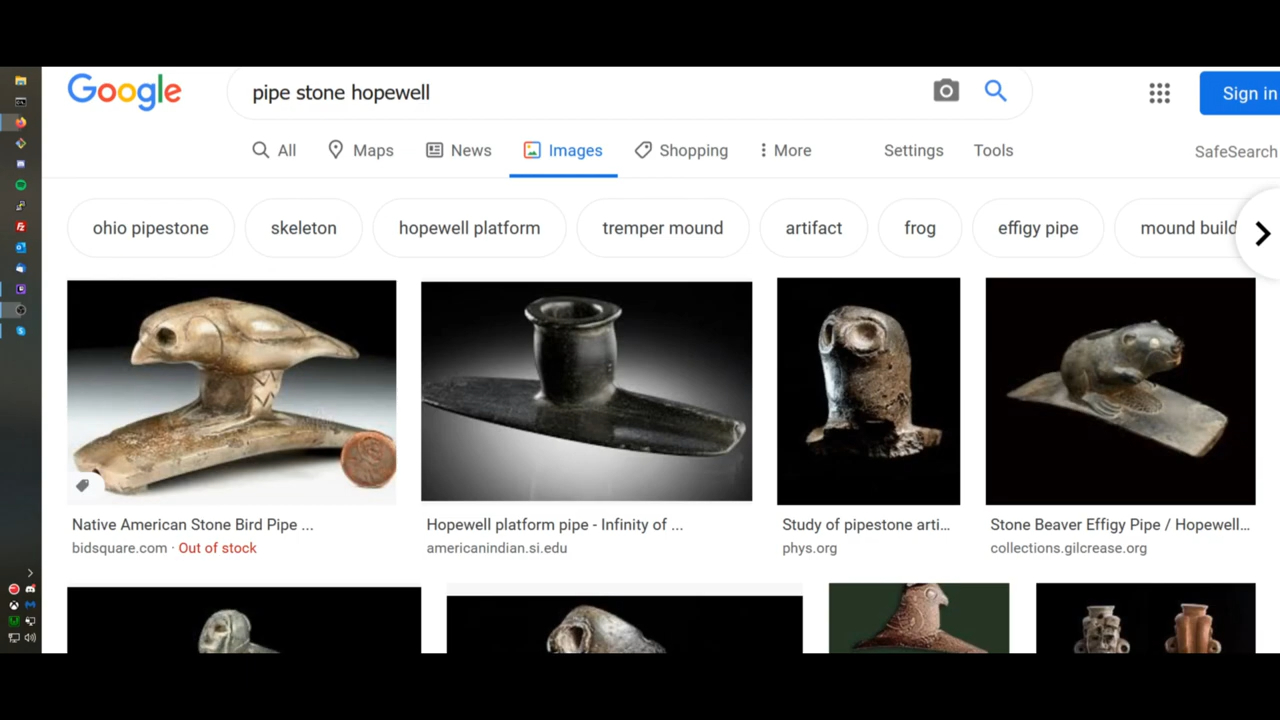 Google
pipe stone hopewell
Sign in
All
Maps
News
Images
Shopping
More
Settings
Tools
SafeSearch
ohio pipestone
skeleton
hopewell platform
tremper mound
artifact
frog
effigy pipe
mound build
Native American Stone Bird Pipe ...
bidsquare.com · Out of stock
Hopewell platform pipe - Infinity of ...
americanindian.si.edu
Study of pipestone arti...
phys.org
Stone Beaver Effigy Pipe / Hopewell...
collections.gilcrease.org